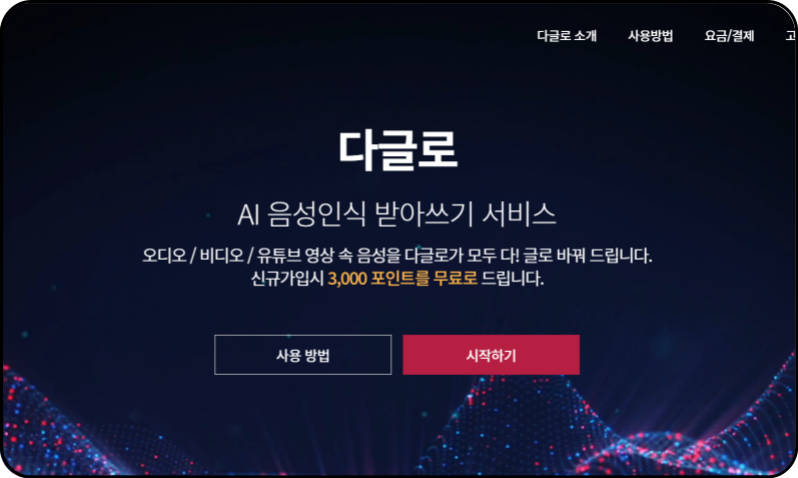 다글로 소개 사용방법 요금/결제 고
다글로
AI 음성인식 받아쓰기 서비스
오디오 / 비디오 / 유튜브 영상 속 음성을 다글로가 모두 다! 글로 바꿔 드립니다.
신규가입시 3,000 포인트를 무료로 드립니다.
사용 방법 시작하기